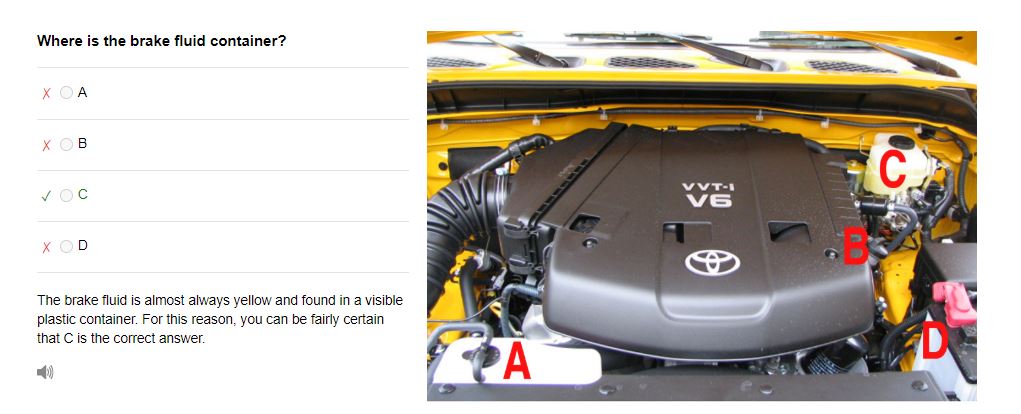 Where is the brake fluid container?
A
B
C
D
The brake fluid is almost always yellow and found in a visible
plastic container. For this reason, you can be fairly certain
that C is the correct answer.
VVT-i
V6
C
B
A
D